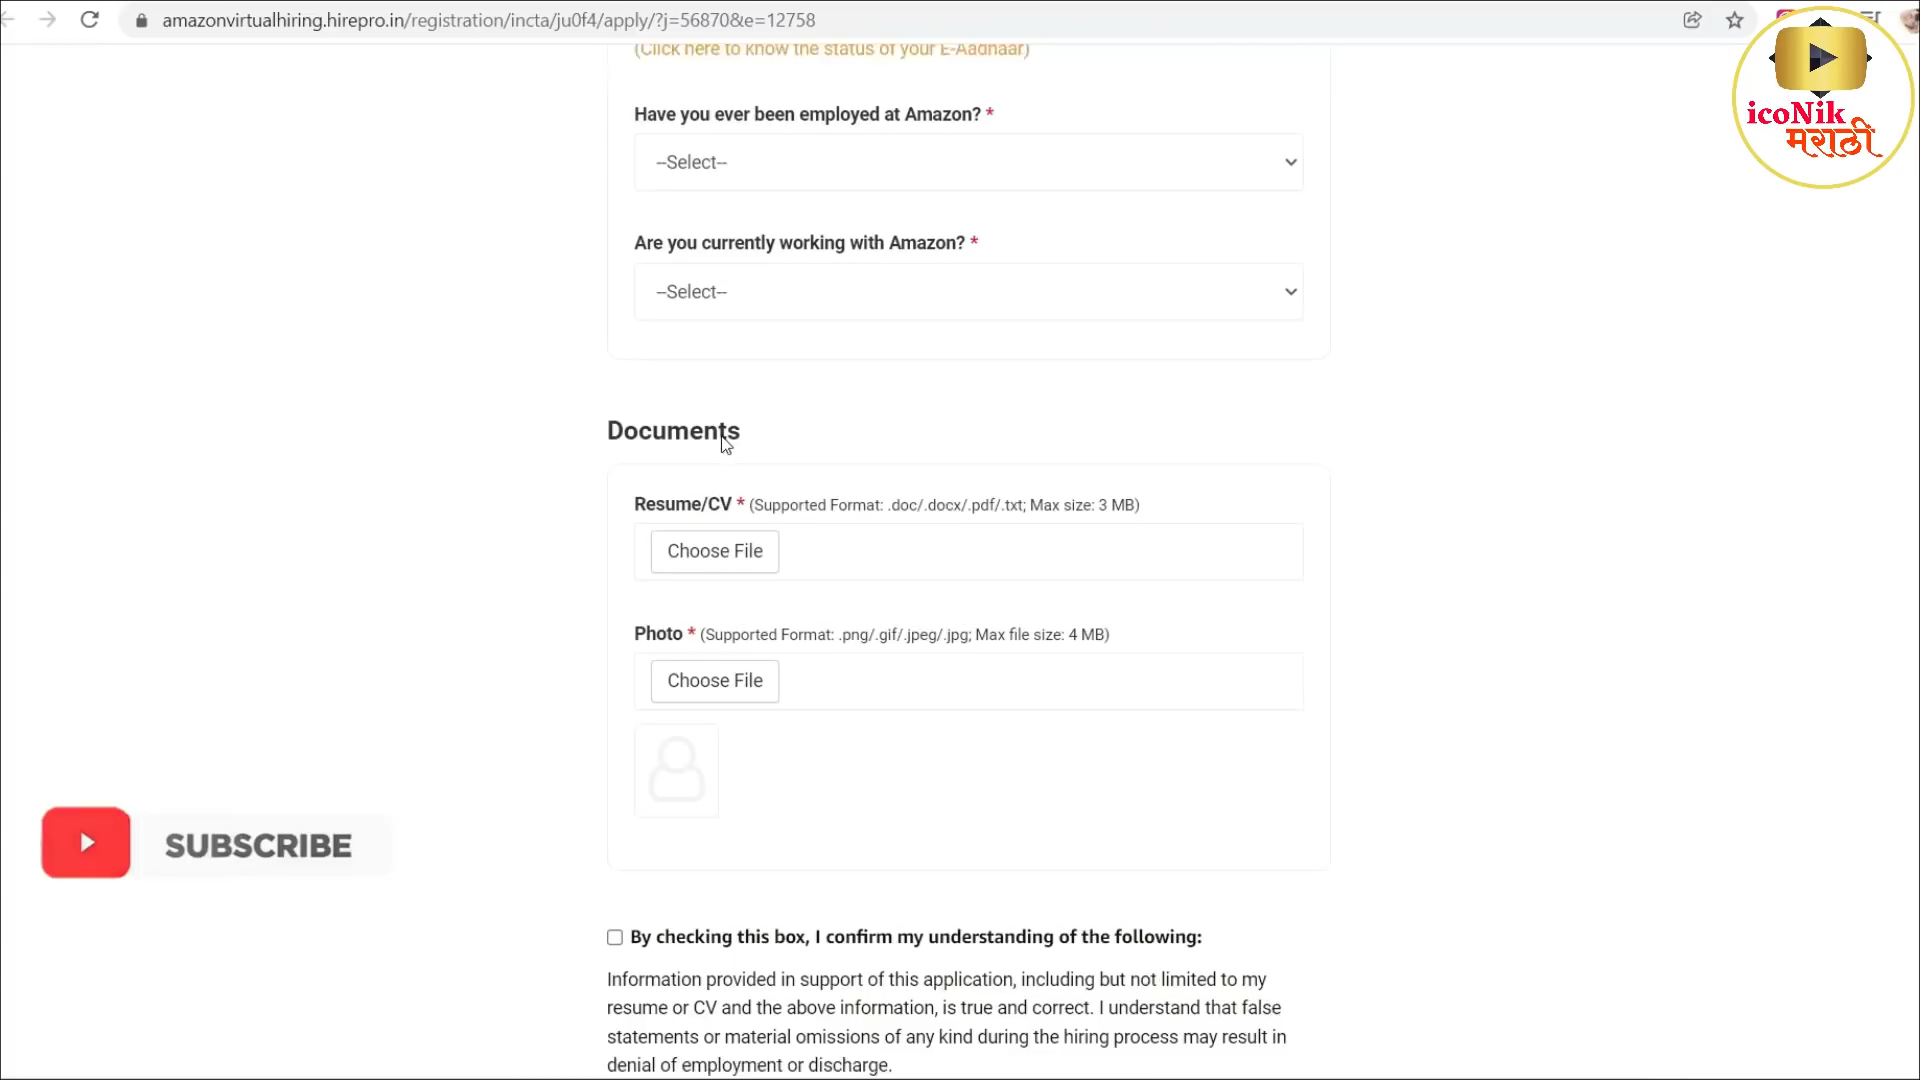 amazonvirtualhiring.hirepro.in/registration/incta/ju0f4/apply/?j=56870&e=12758
(Click here to know the status of your E-Aadhaar)
icoNik
मराठी
Have you ever been employed at Amazon? *
--Select--
Are you currently working with Amazon? *
--Select--
Documents
Resume/CV * (Supported Format: .doc/.docx/.pdf/.txt; Max size: 3 MB)
Choose File
Photo * (Supported Format: .png/.gif/.jpeg/.jpg; Max file size: 4 MB)
Choose File
SUBSCRIBE
By checking this box, I confirm my understanding of the following:
Information provided in support of this application, including but not limited to my
resume or CV and the above information, is true and correct. I understand that false
statements or material omissions of any kind during the hiring process may result in
denial of employment or discharge.